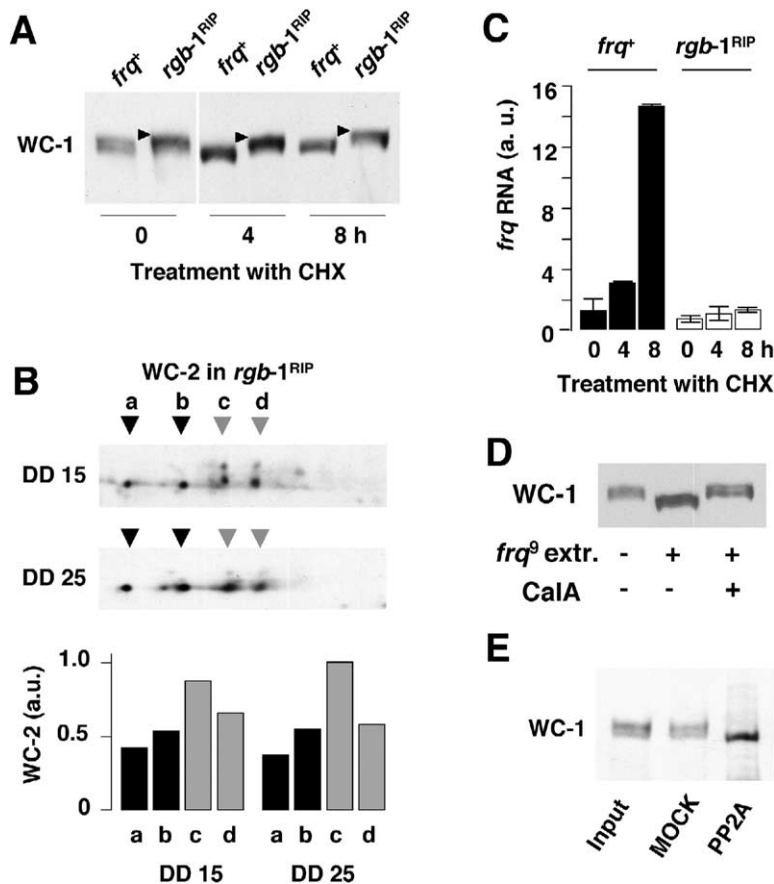 A
frq+ rgb-1RIP frq+ rgb-1RIP frq+ rgb-1RIP
WC-1
0 4 8 h
Treatment with CHX
B
WC-2 in rgb-1RIP
a b c d
DD 15
DD 25
WC-2 (a.u.)
1.0
0.5
0
a b c d a b c d
DD 15 DD 25
C
frq+ rgb-1RIP
frq RNA (a. u.)
16
12
8
4
0
0 4 8 0 4 8 h
Treatment with CHX
D
WC-1
frq9 extr. - + +
CalA - - +
E
WC-1
Input MOCK PP2A